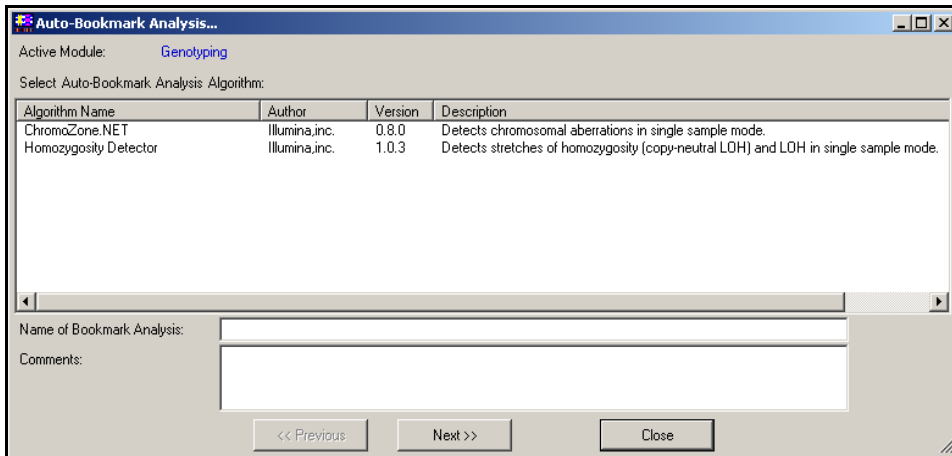 Auto-Bookmark Analysis...
Active Module: Genotyping
Select Auto-Bookmark Analysis Algorithm:
Algorithm Name Author Version Description
ChromoZone.NET Illumina,inc. 0.8.0 Detects chromosomal aberrations in single sample mode.
Homozygosity Detector Illumina,inc. 1.0.3 Detects stretches of homozygosity (copy-neutral LOH) and LOH in single sample mode.
Name of Bookmark Analysis:
Comments:
<< Previous Next >> Close